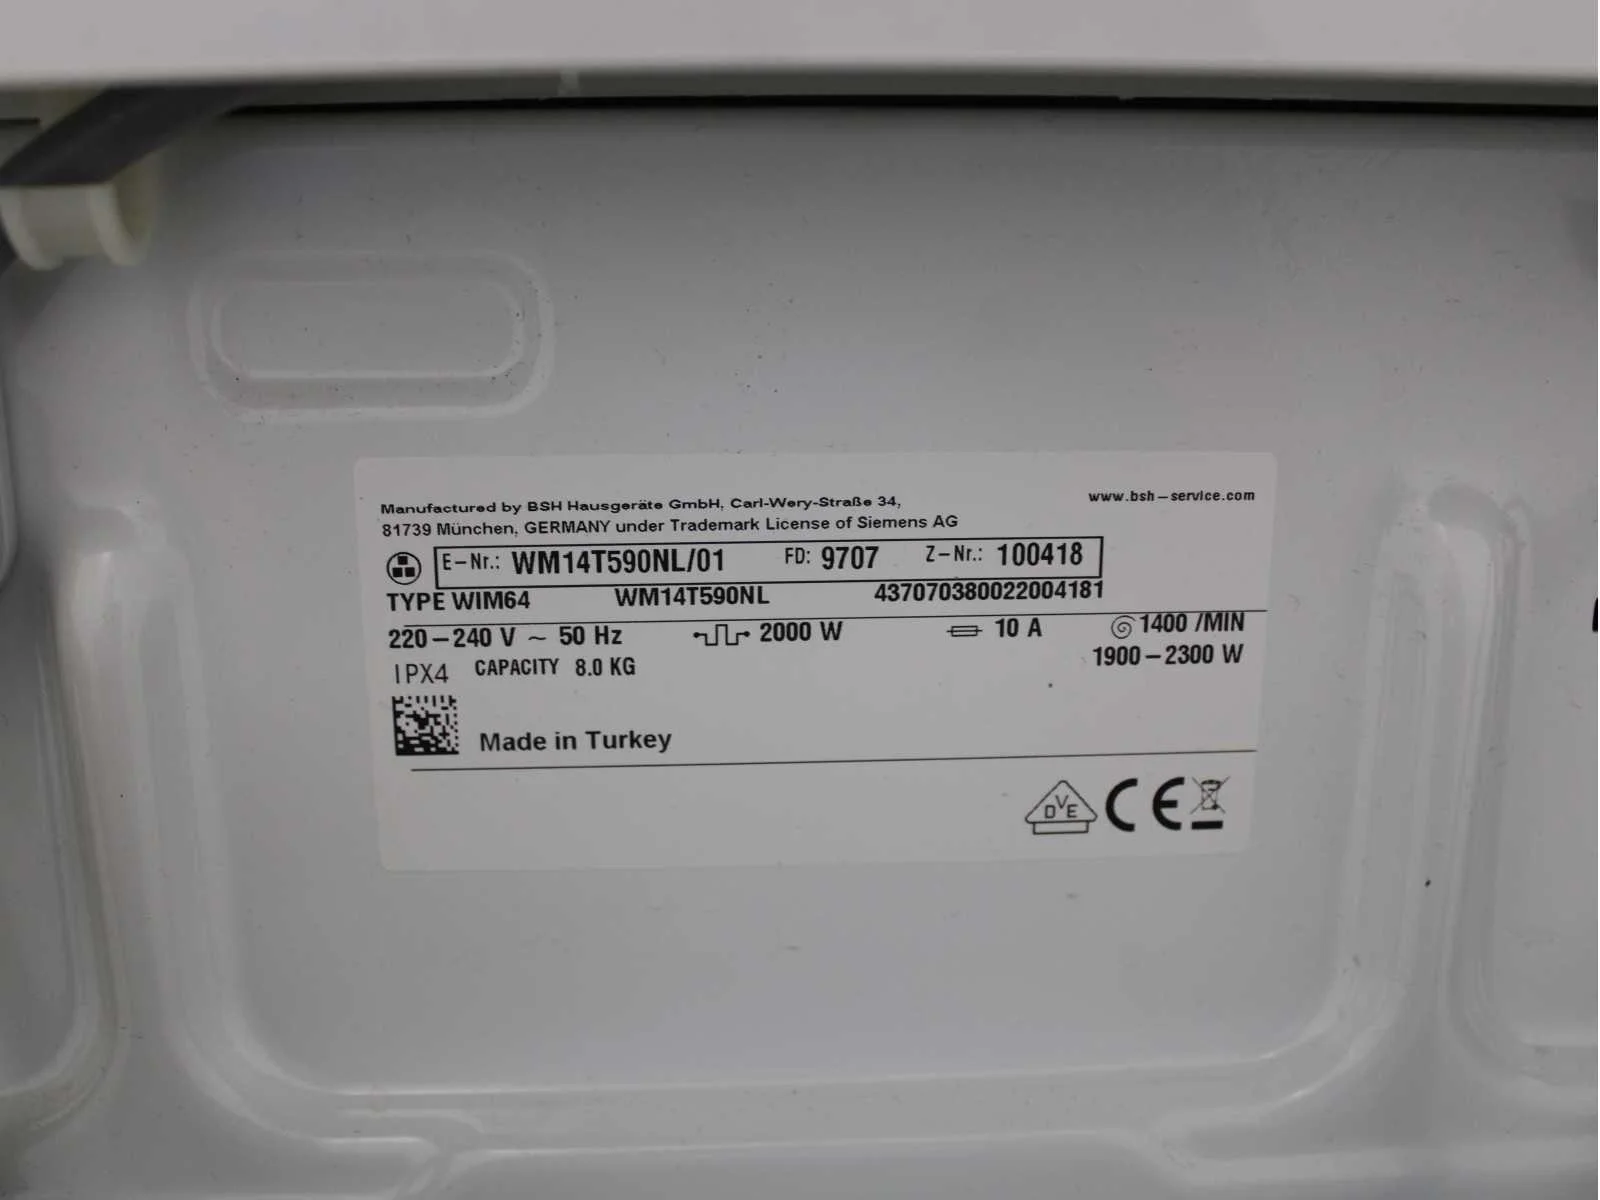 Manufactured by BSH Hausgeräte GmbH, Carl-Wery-Straße 34,
81739 München, GERMANY under Trademark License of Siemens AG
www.bsh-service.com
E-Nr.: WM14T590NL/01 FD: 9707 Z-Nr.: 100418
TYPE WIM64 WM14T590NL 437070380022004181
220-240 V ~ 50 Hz 2000 W 10 A 1400 /MIN
IPX4 CAPACITY 8.0 KG 1900-2300 W
Made in Turkey
DVE CE